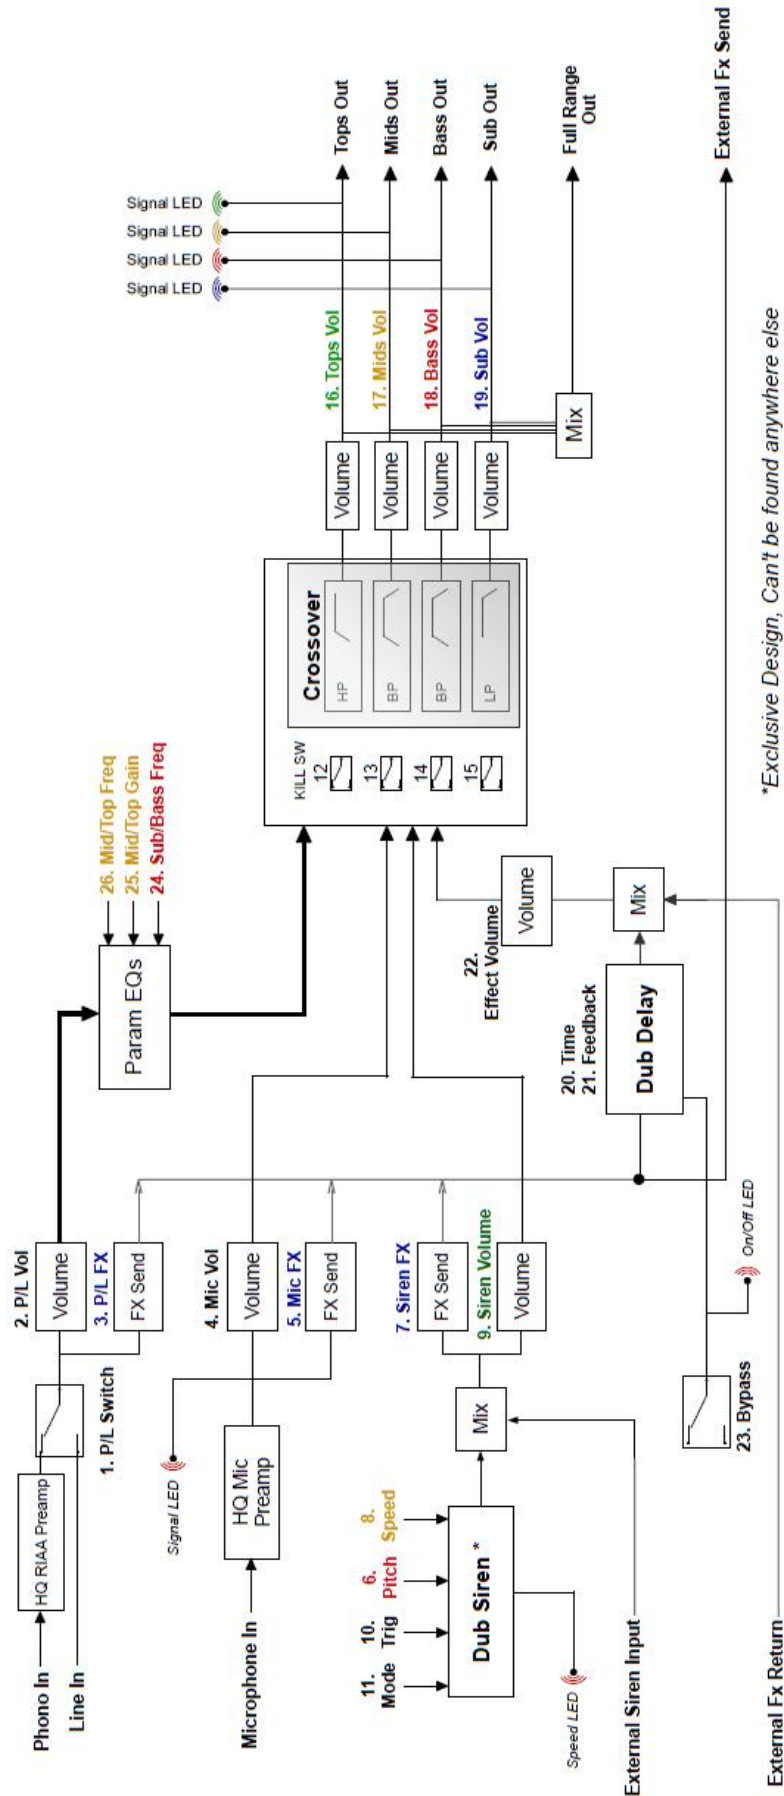 Phono In
Line In
HQ RIAA Preamp
1. P/L Switch
2. P/L Vol
Volume
3. P/L FX
FX Send
Param EQs
26. Mid/Top Freq
25. Mid/Top Gain
24. Sub/Bass Freq
Signal LED
Microphone In
HQ Mic
Preamp
4. Mic Vol
Volume
5. Mic FX
FX Send
11.
Mode
10.
Trig
6.
Pitch
8.
Speed
Dub Siren *
Speed LED
External Siren Input
Mix
7. Siren FX
FX Send
9. Siren Volume
Volume
23. Bypass
On/Off LED
20. Time
21. Feedback
Dub Delay
Mix
22.
Effect Volume
Volume
External Fx Return
KILL SW
12
13
14
15
Crossover
HP
BP
BP
LP
Volume
Volume
Volume
Volume
16. Tops Vol
17. Mids Vol
18. Bass Vol
19. Sub Vol
Mix
Signal LED
Signal LED
Signal LED
Signal LED
Tops Out
Mids Out
Bass Out
Sub Out
Full Range
Out
External Fx Send
*Exclusive Design, Can't be found anywhere else